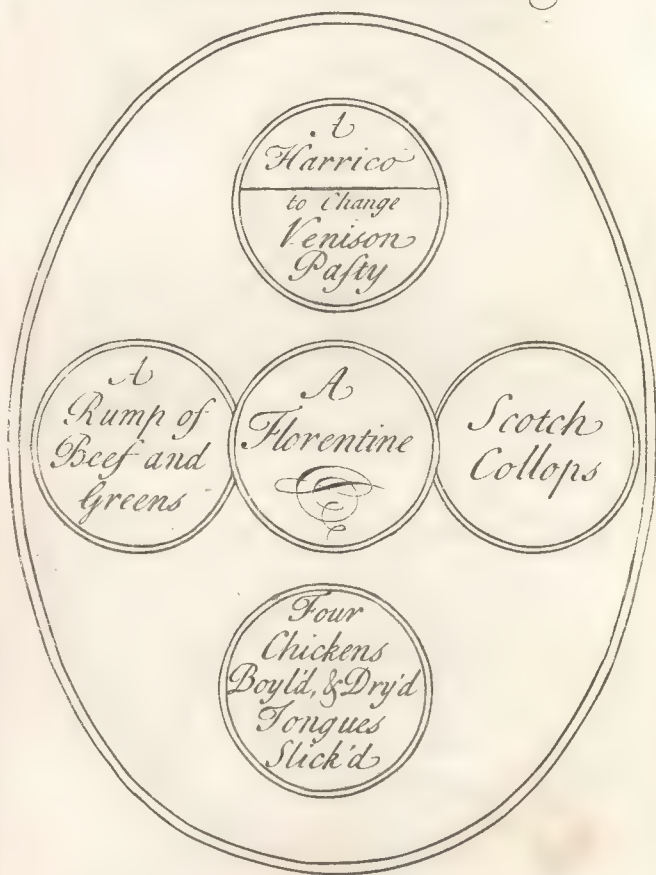 A
Harrico
to Change
Venison
Paſty
A
Rump of
Beef and
Greens
A
Florentine
Scotch
Collops
Four
Chickens
Boyl'd, & Dry'd
Tongues
Slick'd